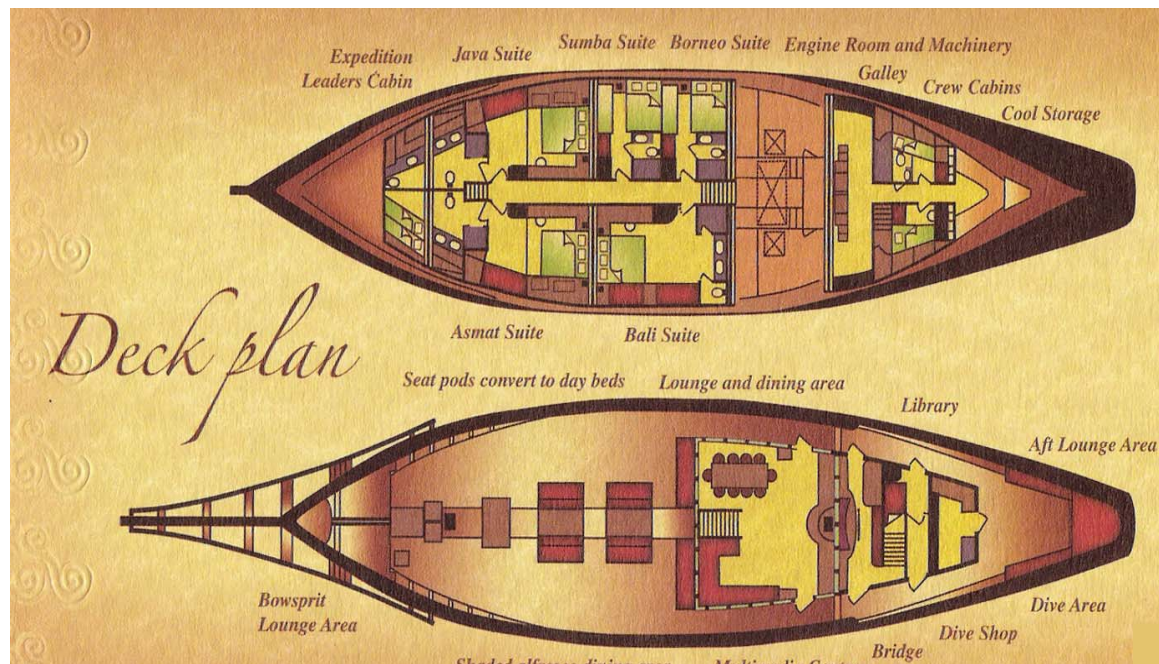 Expedition
Leaders Cabin
Java Suite
Sumba Suite
Borneo Suite
Engine Room and Machinery
Galley
Crew Cabins
Cool Storage
Asmat Suite
Bali Suite
Deck plan
Seat pods convert to day beds
Lounge and dining area
Library
Aft Lounge Area
Bowsprit
Lounge Area
Dive Area
Dive Shop
Bridge